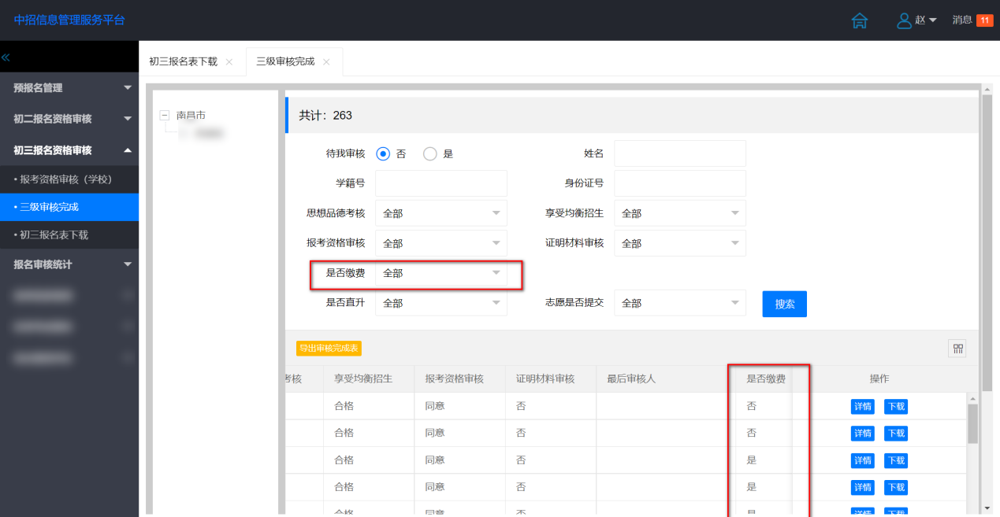 中招信息管理服务平台
赵
消息 11
初三报名表下载
三级审核完成
预报名管理
初二报名资格审核
初三报名资格审核
• 报考资格审核（学校）
• 三级审核完成
• 初三报名表下载
报名审核统计
南昌市
共计：263
待我审核 否 是 姓名
学籍号 身份证号
思想品德考核 全部 享受均衡招生 全部
报考资格审核 全部 证明材料审核 全部
是否缴费 全部
是否直升 全部 志愿是否提交 全部 搜索
导出审核完成表
考核 享受均衡招生 报考资格审核 证明材料审核 最后审核人 是否缴费 操作
合格 同意 否 否 详情 下载
合格 同意 否 否 详情 下载
合格 同意 否 是 详情 下载
合格 同意 否 是 详情 下载
合格 同意 否 是 详情 下载